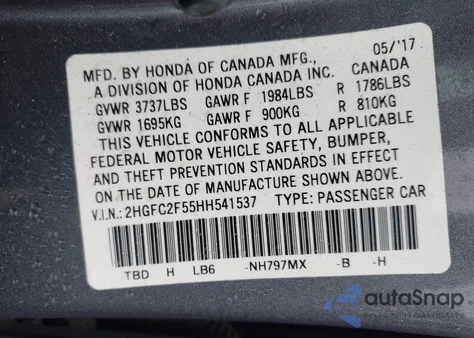 MFD. BY HONDA OF CANADA MFG., 05/'17
A DIVISION OF HONDA CANADA INC. CANADA
GVWR 3737LBS GAWR F 1984LBS R 1786LBS
GVWR 1695KG GAWR F 900KG R 810KG
THIS VEHICLE CONFORMS TO ALL APPLICABLE
FEDERAL MOTOR VEHICLE SAFETY, BUMPER,
AND THEFT PREVENTION STANDARDS IN EFFECT
ON THE DATE OF MANUFACTURE SHOWN ABOVE.
V.I.N.: 2HGFC2F55HH541537 TYPE: PASSENGER CAR
TBD H LB6 -NH797MX -B -H
autoSnap